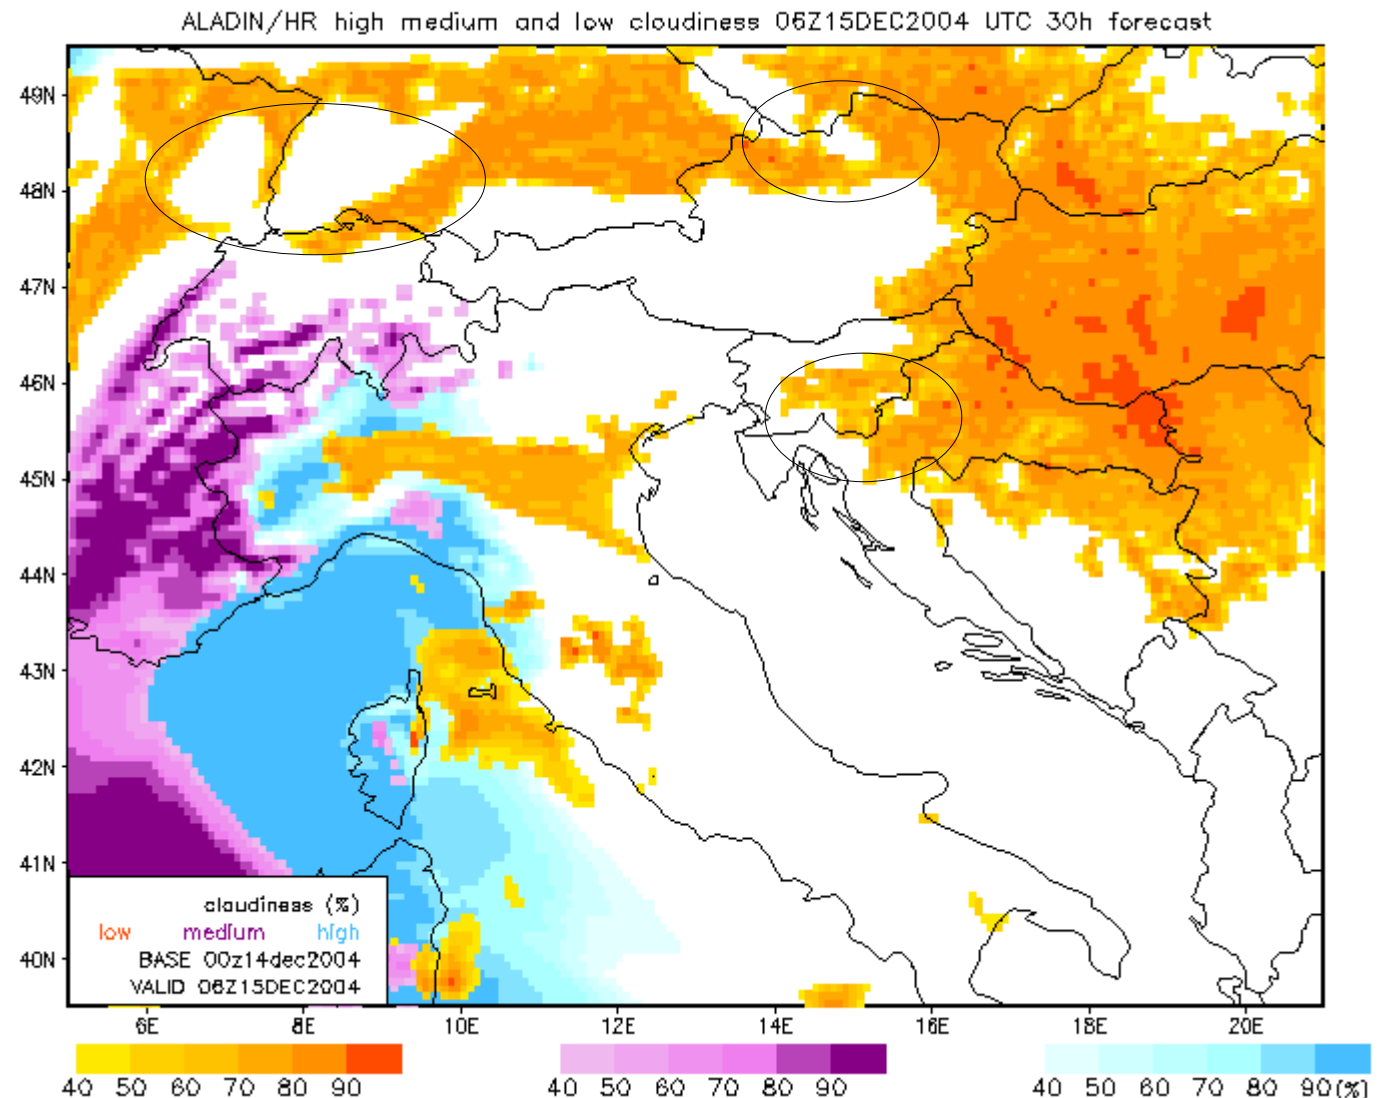 ALADIN/HR high medium and low cloudiness 06Z15DEC2004 UTC 30h forecast
49N
48N
47N
46N
45N
44N
43N
42N
41N
40N
cloudiness (%)
low medium high
BASE 00z14dec2004
VALID 06Z15DEC2004
6E 8E 10E 12E 14E 16E 18E 20E
40 50 60 70 80 90 40 50 60 70 80 90 40 50 60 70 80 90 (%)